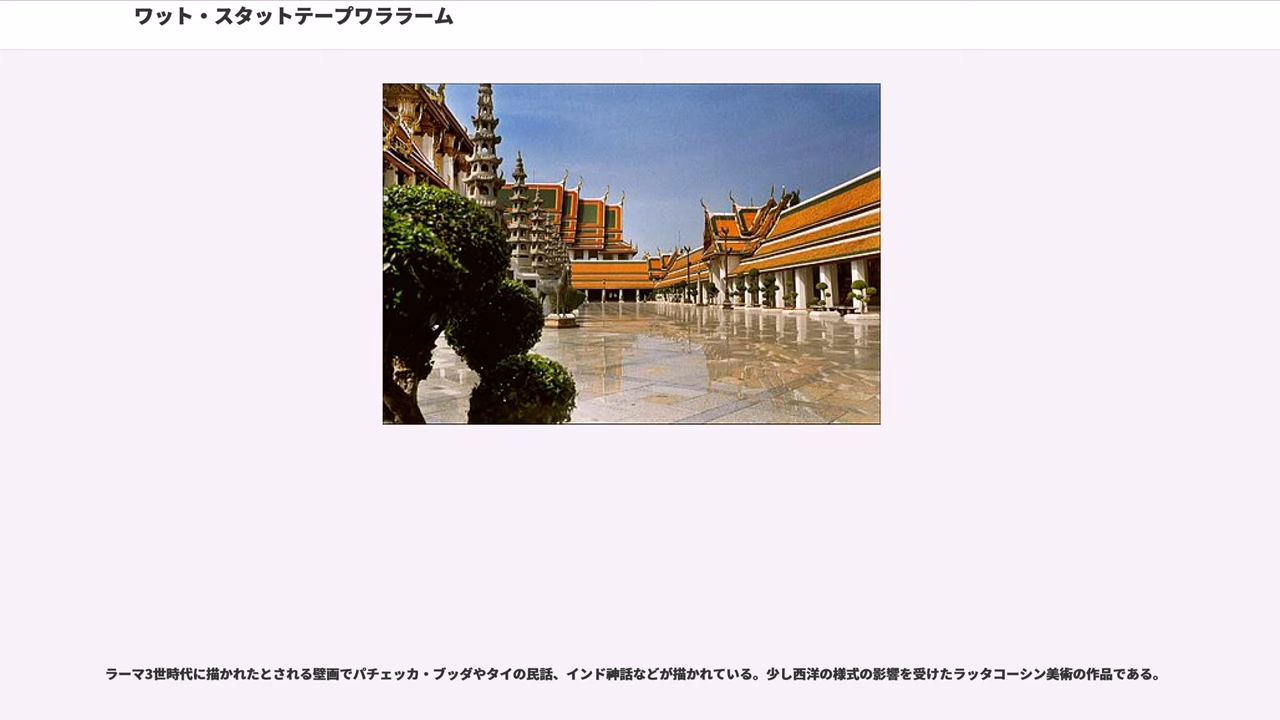 ワット・スタットテープワララーム
ラーマ3世時代に描かれたとされる壁画でパチェッカ・ブッダやタイの民話、インド神話などが描かれている。少し西洋の様式の影響を受けたラッタコーシン美術の作品である。